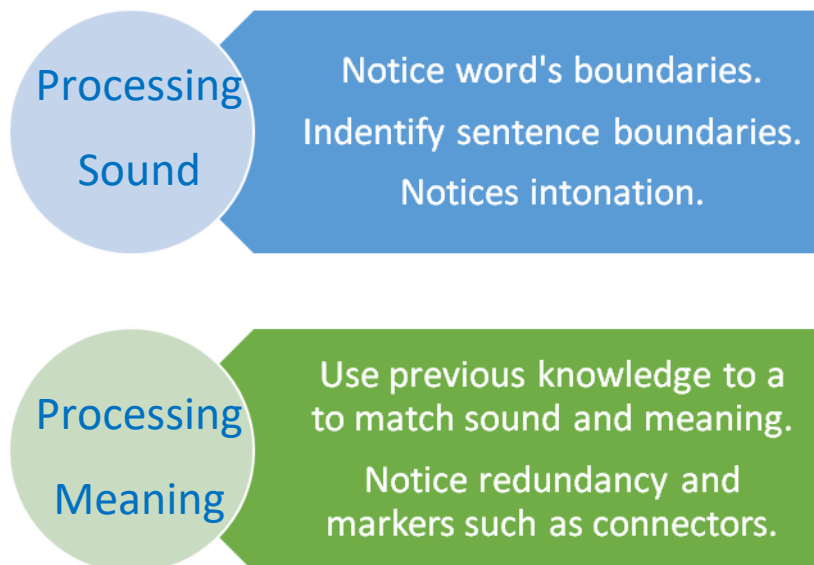 Processing
Sound
Notice word's boundaries.
Indentify sentence boundaries.
Notices intonation.
Processing
Meaning
Use previous knowledge to a
to match sound and meaning.
Notice redundancy and
markers such as connectors.